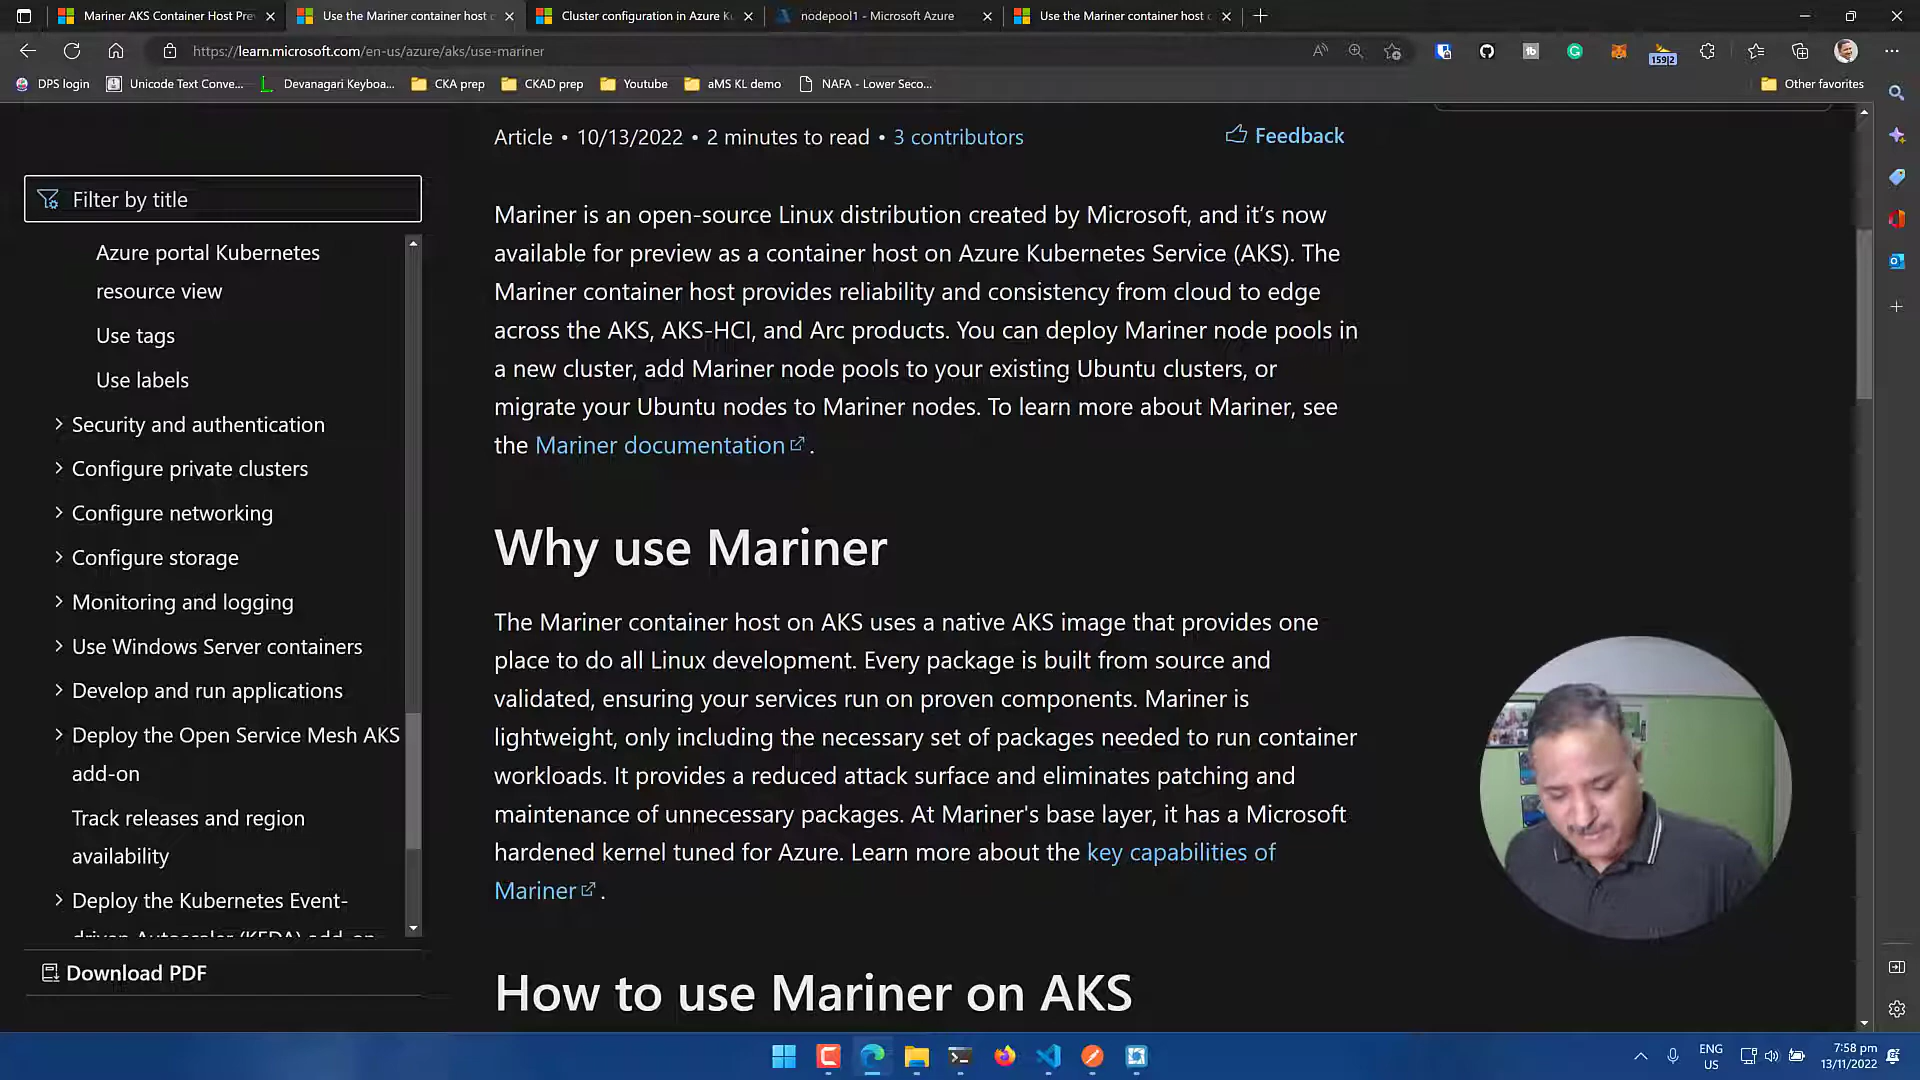 Mariner AKS Container Host Pre
Use the Mariner container host
Cluster configuration in Azure K
nodepool1 - Microsoft Azure
Use the Mariner container host
https://learn.microsoft.com/en-us/azure/aks/use-mariner
159|2
DPS login
Unicode Text Conve...
Devanagari Keyboa...
CKA prep
CKAD prep
Youtube
aMS KL demo
NAFA - Lower Seco...
Other favorites
Article • 10/13/2022 • 2 minutes to read • 3 contributors
Feedback
Filter by title
Azure portal Kubernetes
resource view
Use tags
Use labels
Security and authentication
Configure private clusters
Configure networking
Configure storage
Monitoring and logging
Use Windows Server containers
Develop and run applications
Deploy the Open Service Mesh AKS
add-on
Track releases and region
availability
Deploy the Kubernetes Event-
driven Autoscaler (KEDA) add-on
Download PDF
Mariner is an open-source Linux distribution created by Microsoft, and it’s now
available for preview as a container host on Azure Kubernetes Service (AKS). The
Mariner container host provides reliability and consistency from cloud to edge
across the AKS, AKS-HCI, and Arc products. You can deploy Mariner node pools in
a new cluster, add Mariner node pools to your existing Ubuntu clusters, or
migrate your Ubuntu nodes to Mariner nodes. To learn more about Mariner, see
the Mariner documentation .
Why use Mariner
The Mariner container host on AKS uses a native AKS image that provides one
place to do all Linux development. Every package is built from source and
validated, ensuring your services run on proven components. Mariner is
lightweight, only including the necessary set of packages needed to run container
workloads. It provides a reduced attack surface and eliminates patching and
maintenance of unnecessary packages. At Mariner's base layer, it has a Microsoft
hardened kernel tuned for Azure. Learn more about the key capabilities of
Mariner .
How to use Mariner on AKS
ENG
US
7:58 pm
13/11/2022